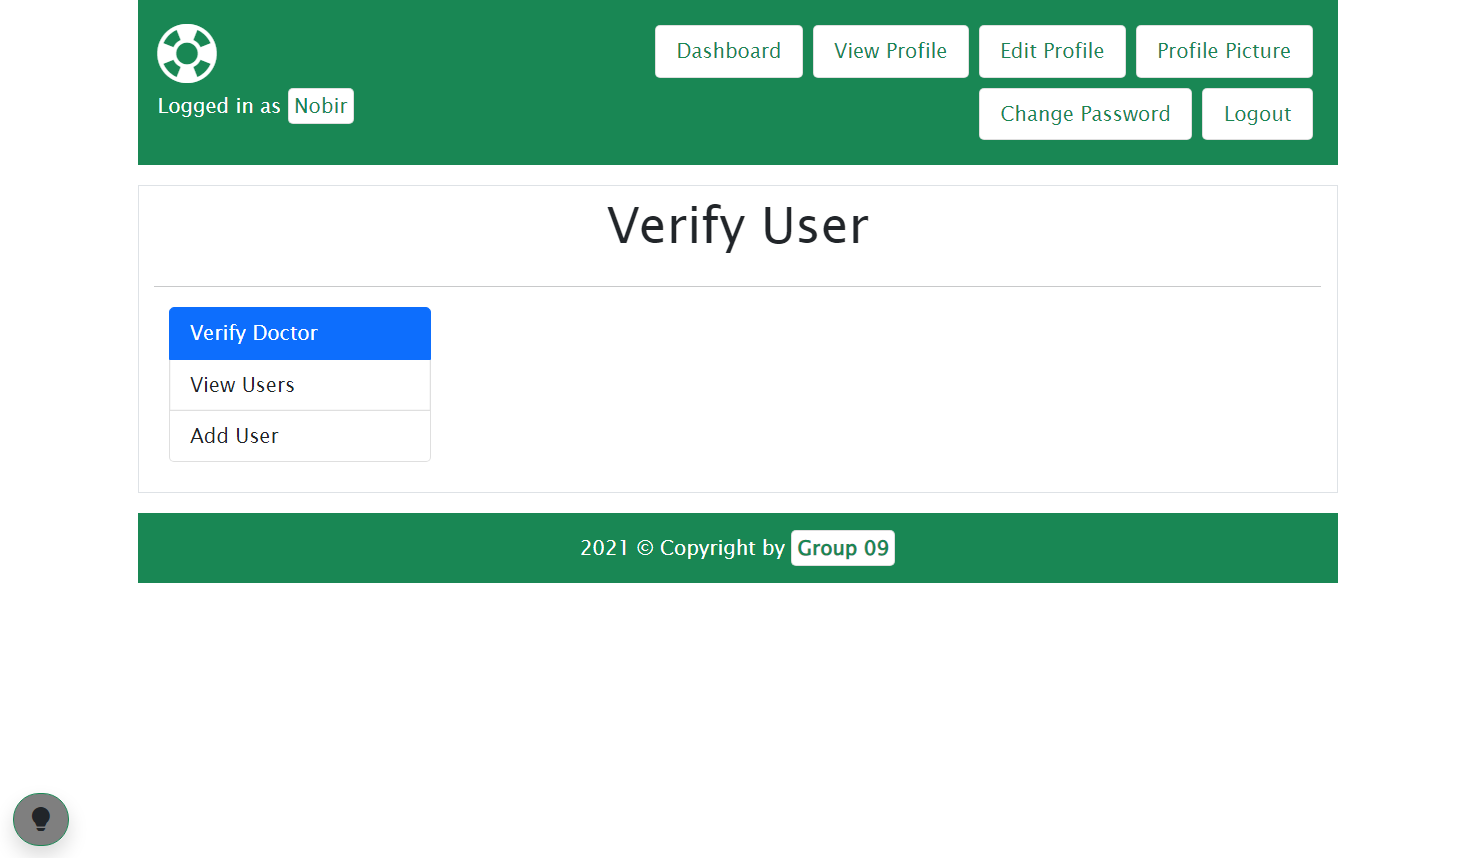 Dashboard View Profile Edit Profile Profile Picture
Logged in as Nobir
Change Password Logout
Verify User
Verify Doctor
View Users
Add User
2021 © Copyright by Group 09